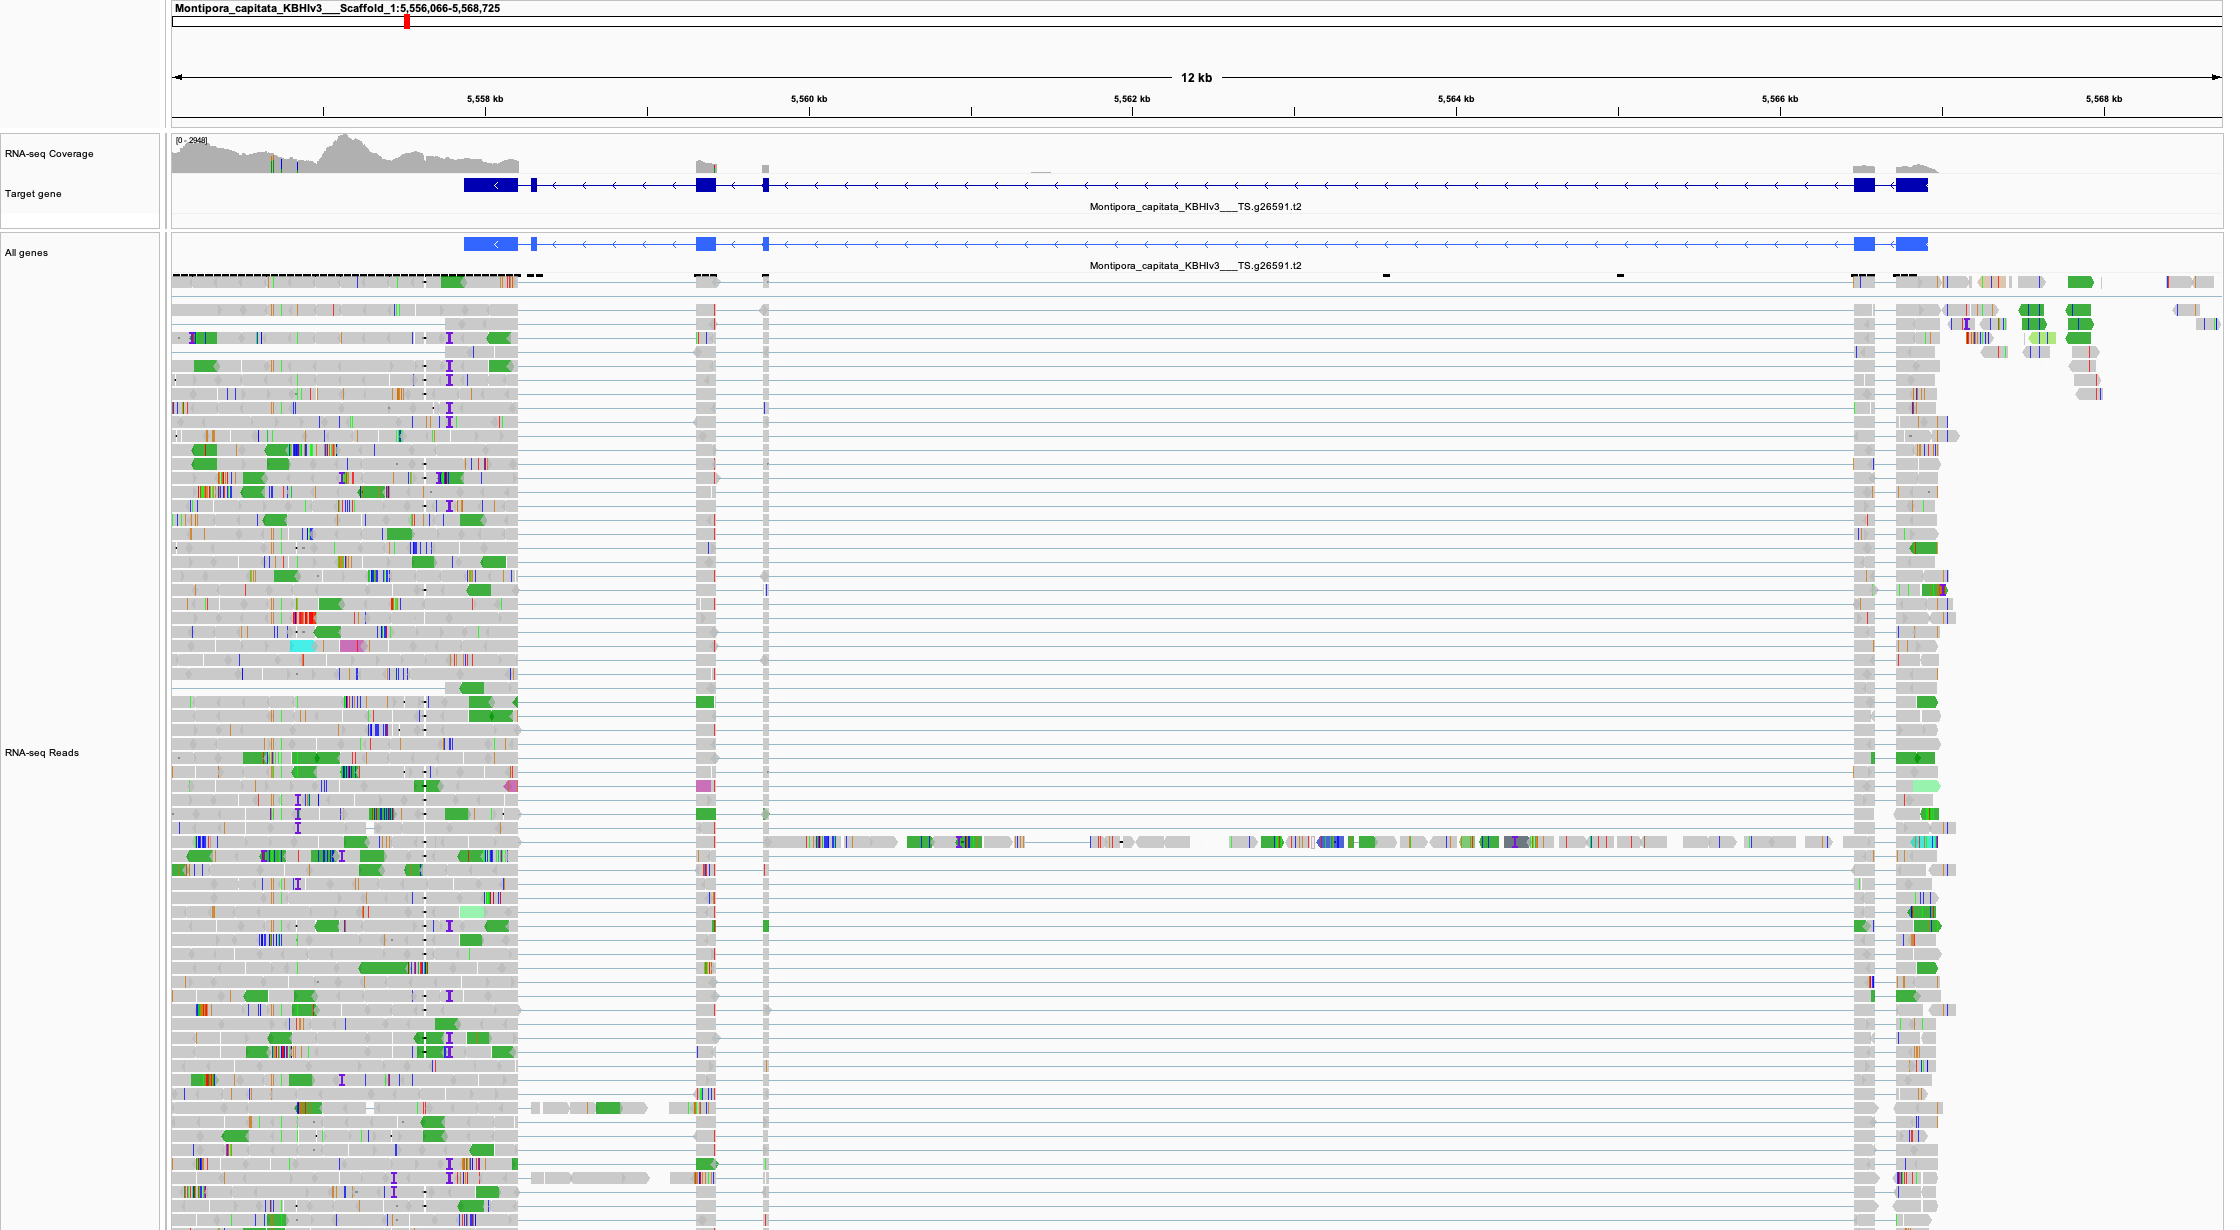 Montipora_capitata_KBHIv3___Scaffold_1:5,556,066-5,568,725
12 kb
5,558 kb 5,560 kb 5,562 kb 5,564 kb 5,566 kb 5,568 kb
[0 - 2948]
RNA-seq Coverage
Target gene
Montipora_capitata_KBHIv3___TS.g26591.t2
All genes
Montipora_capitata_KBHIv3___TS.g26591.t2
RNA-seq Reads